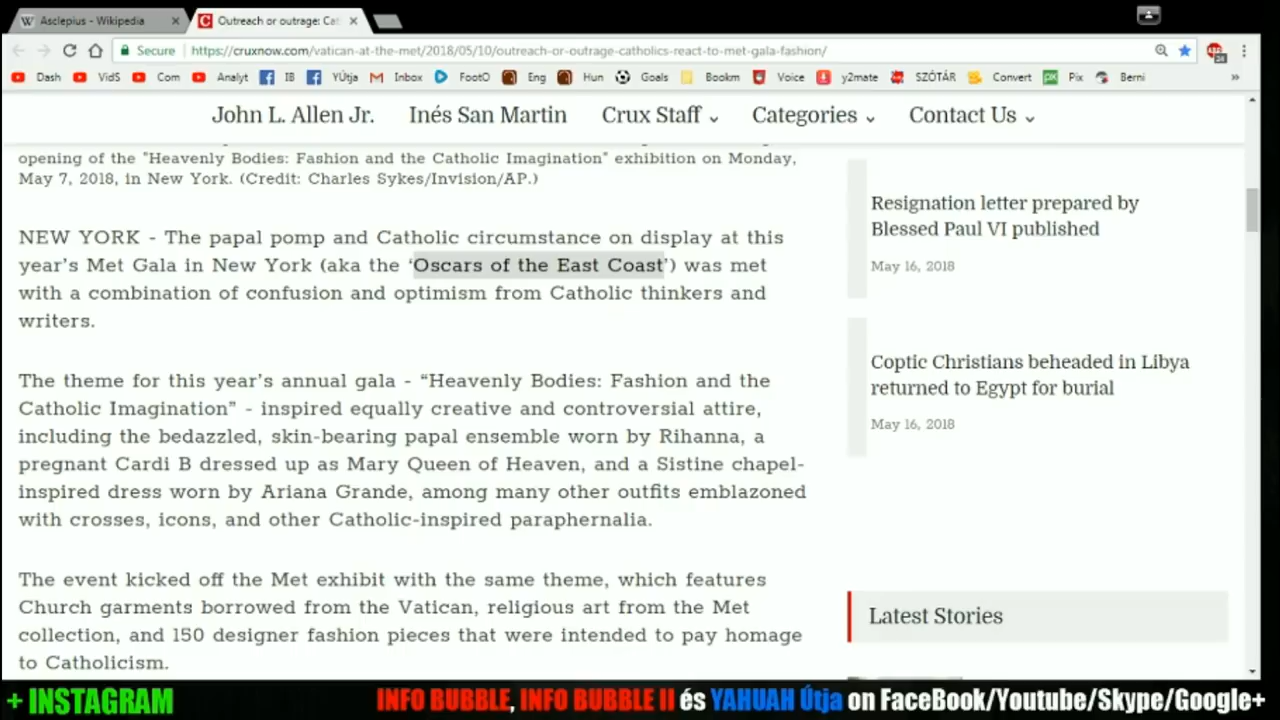 Asclepius - Wikipedia
Outreach or outrage: Cat
Secure https://cruxnow.com/vatican-at-the-met/2018/05/10/outreach-or-outrage-catholics-react-to-met-gala-fashion/
Dash VidS Com Analyt IB YÚtja Inbox FootO Eng Hun Goals Bookm Voice y2mate SZÓTÁR Convert Pix Berni »
John L. Allen Jr. Inés San Martin Crux Staff Categories Contact Us
opening of the "Heavenly Bodies: Fashion and the Catholic Imagination" exhibition on Monday,
May 7, 2018, in New York. (Credit: Charles Sykes/Invision/AP.)
NEW YORK - The papal pomp and Catholic circumstance on display at this
year’s Met Gala in New York (aka the ‘Oscars of the East Coast’) was met
with a combination of confusion and optimism from Catholic thinkers and
writers.
The theme for this year’s annual gala - “Heavenly Bodies: Fashion and the
Catholic Imagination” - inspired equally creative and controversial attire,
including the bedazzled, skin-bearing papal ensemble worn by Rihanna, a
pregnant Cardi B dressed up as Mary Queen of Heaven, and a Sistine chapel-
inspired dress worn by Ariana Grande, among many other outfits emblazoned
with crosses, icons, and other Catholic-inspired paraphernalia.
The event kicked off the Met exhibit with the same theme, which features
Church garments borrowed from the Vatican, religious art from the Met
collection, and 150 designer fashion pieces that were intended to pay homage
to Catholicism.
Resignation letter prepared by
Blessed Paul VI published
May 16, 2018
Coptic Christians beheaded in Libya
returned to Egypt for burial
May 16, 2018
Latest Stories
+ INSTAGRAM
INFO BUBBLE, INFO BUBBLE II és YAHUAH Útja on FaceBook/Youtube/Skype/Google+